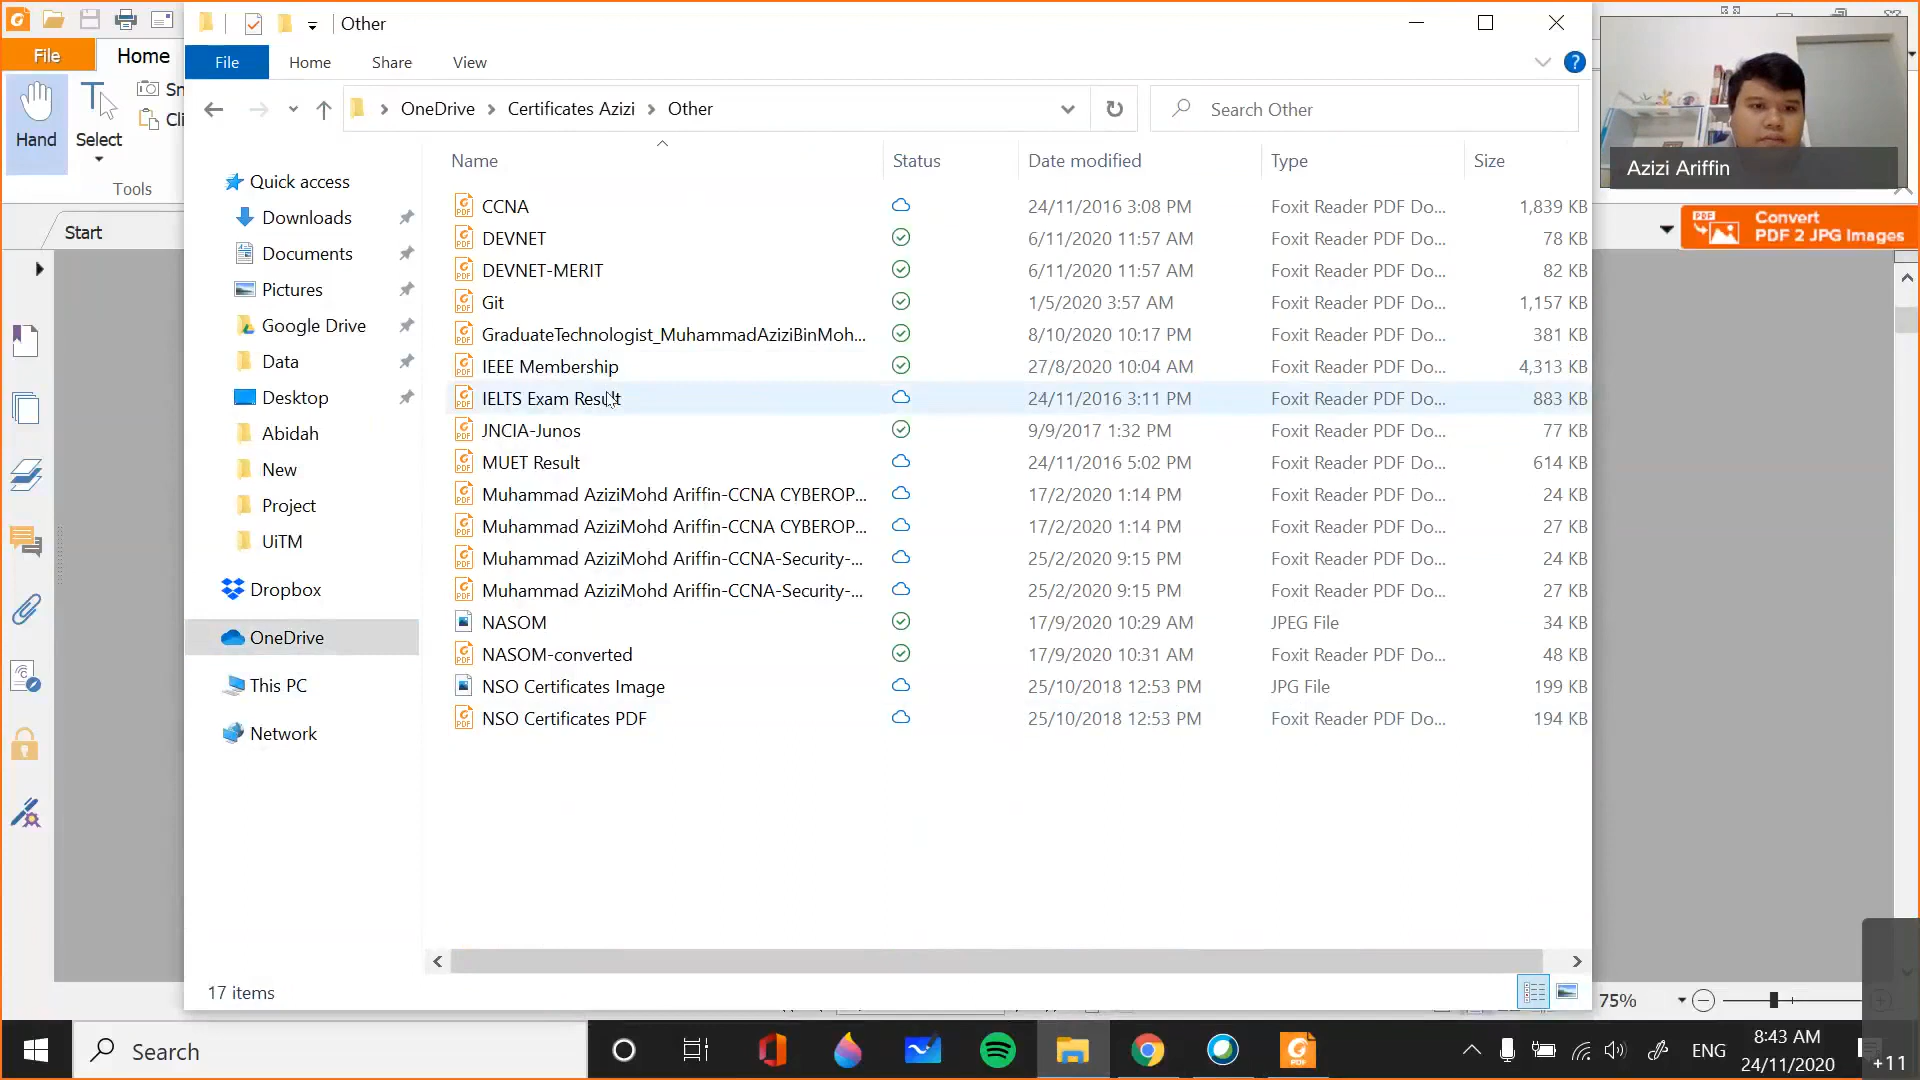 Other
File
Home
File
Home
Share
View
?
Hand
Select
Tools
OneDrive
Certificates Azizi
Other
Search Other
Azizi Ariffin
Start
PDF
Convert
PDF 2 JPG Images
Name
Status
Date modified
Type
Size
Quick access
Downloads
Documents
Pictures
Google Drive
Data
Desktop
Abidah
New
Project
UiTM
Dropbox
OneDrive
This PC
Network
CCNA 24/11/2016 3:08 PM Foxit Reader PDF Do... 1,839 KB
DEVNET 6/11/2020 11:57 AM Foxit Reader PDF Do... 78 KB
DEVNET-MERIT 6/11/2020 11:57 AM Foxit Reader PDF Do... 82 KB
Git 1/5/2020 3:57 AM Foxit Reader PDF Do... 1,157 KB
GraduateTechnologist_MuhammadAziziBinMoh... 8/10/2020 10:17 PM Foxit Reader PDF Do... 381 KB
IEEE Membership 27/8/2020 10:04 AM Foxit Reader PDF Do... 4,313 KB
IELTS Exam Result 24/11/2016 3:11 PM Foxit Reader PDF Do... 883 KB
JNCIA-Junos 9/9/2017 1:32 PM Foxit Reader PDF Do... 77 KB
MUET Result 24/11/2016 5:02 PM Foxit Reader PDF Do... 614 KB
Muhammad AziziMohd Ariffin-CCNA CYBEROP... 17/2/2020 1:14 PM Foxit Reader PDF Do... 24 KB
Muhammad AziziMohd Ariffin-CCNA CYBEROP... 17/2/2020 1:14 PM Foxit Reader PDF Do... 27 KB
Muhammad AziziMohd Ariffin-CCNA-Security-... 25/2/2020 9:15 PM Foxit Reader PDF Do... 24 KB
Muhammad AziziMohd Ariffin-CCNA-Security-... 25/2/2020 9:15 PM Foxit Reader PDF Do... 27 KB
NASOM 17/9/2020 10:29 AM JPEG File 34 KB
NASOM-converted 17/9/2020 10:31 AM Foxit Reader PDF Do... 48 KB
NSO Certificates Image 25/10/2018 12:53 PM JPG File 199 KB
NSO Certificates PDF 25/10/2018 12:53 PM Foxit Reader PDF Do... 194 KB
17 items
75%
Search
ENG
8:43 AM
24/11/2020
+11